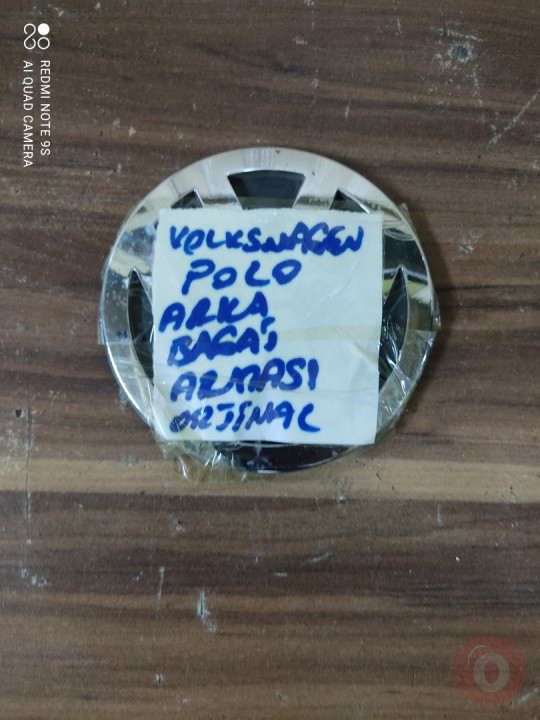 REDMI NOTE 9S
AI QUAD CAMERA
VOLKSWAGEN
POLO
ARKA
BAGAJ
ARMASI
ORJİNAL